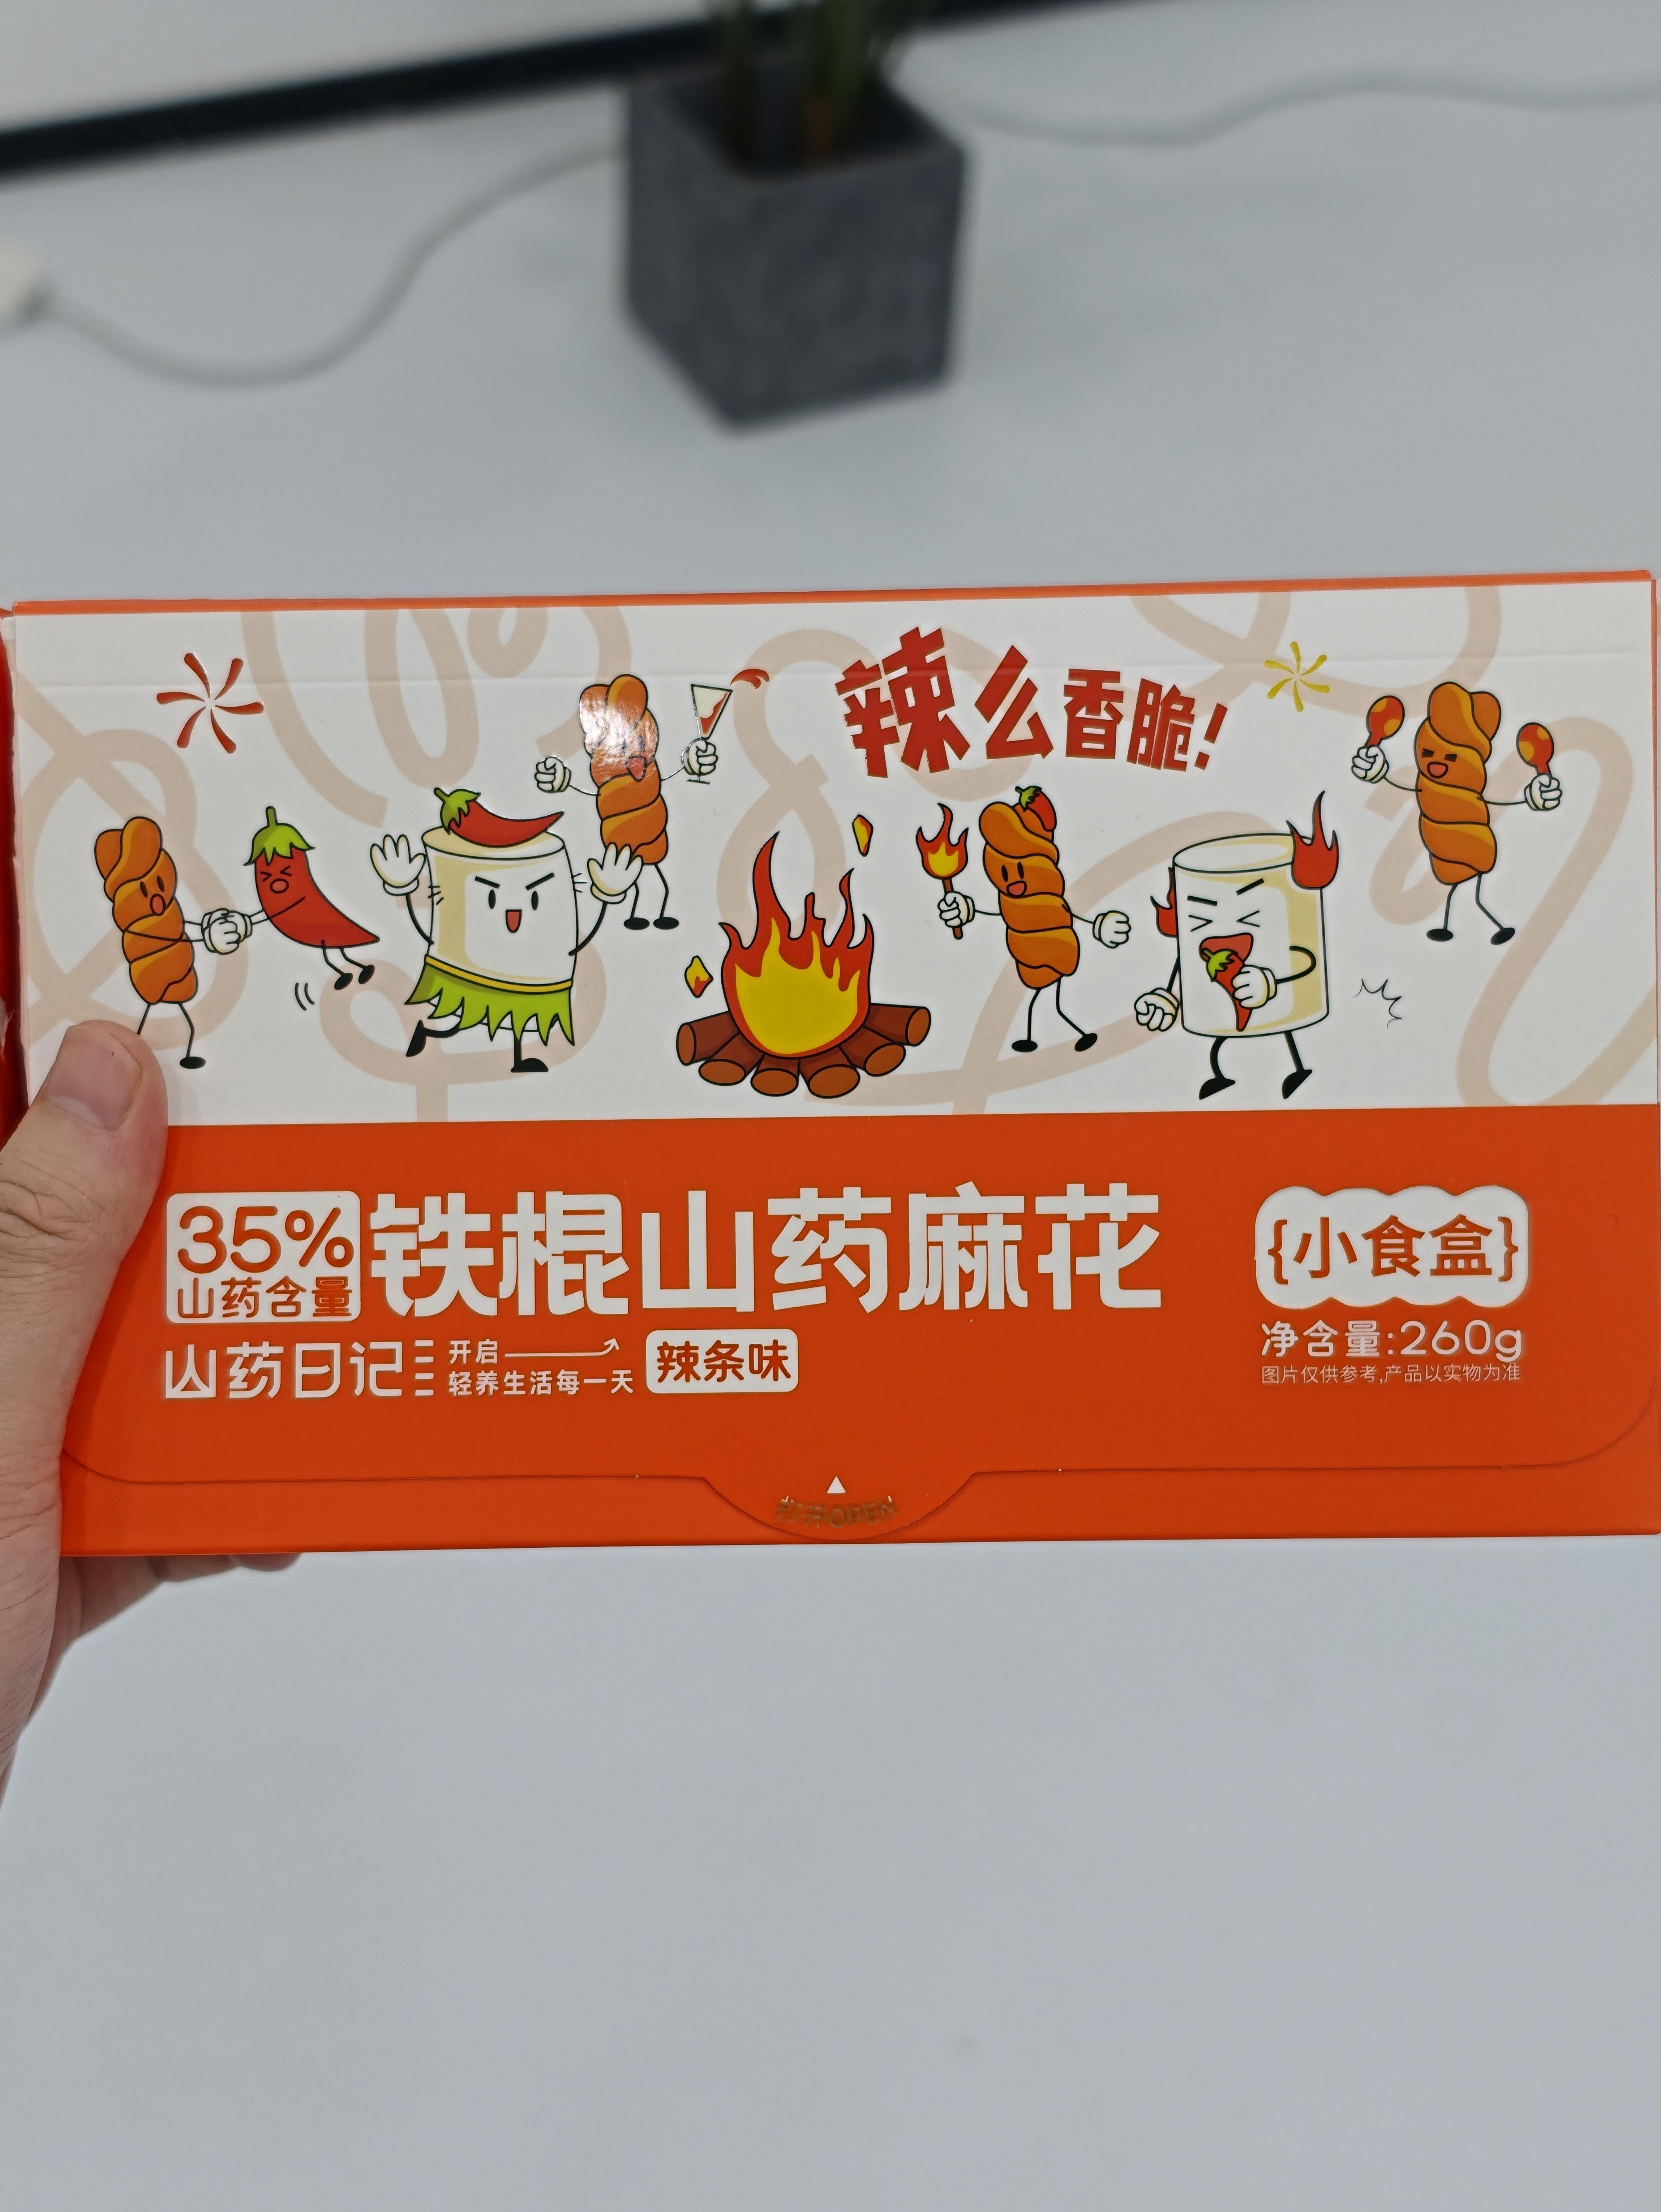 辣么香脆!
35%
山药含量
铁棍山药麻花
{小食盒}
山药日记
开启
轻养生活每一天
辣条味
净含量:260g
图片仅供参考,产品以实物为准
OPEN